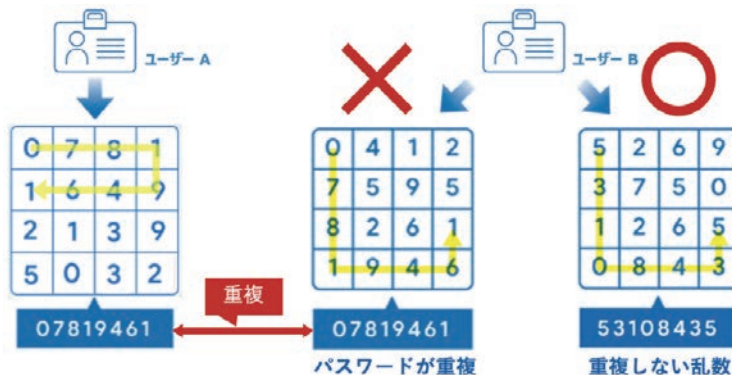 ユーザー A
ユーザー B
0 7 8 1
1 6 4 9
2 1 3 9
5 0 3 2
07819461
重複
0 4 1 2
7 5 9 5
8 2 6 1
1 9 4 6
07819461
パスワードが重複
5 2 6 9
3 7 5 0
1 2 6 5
0 8 4 3
53108435
重複しない乱数